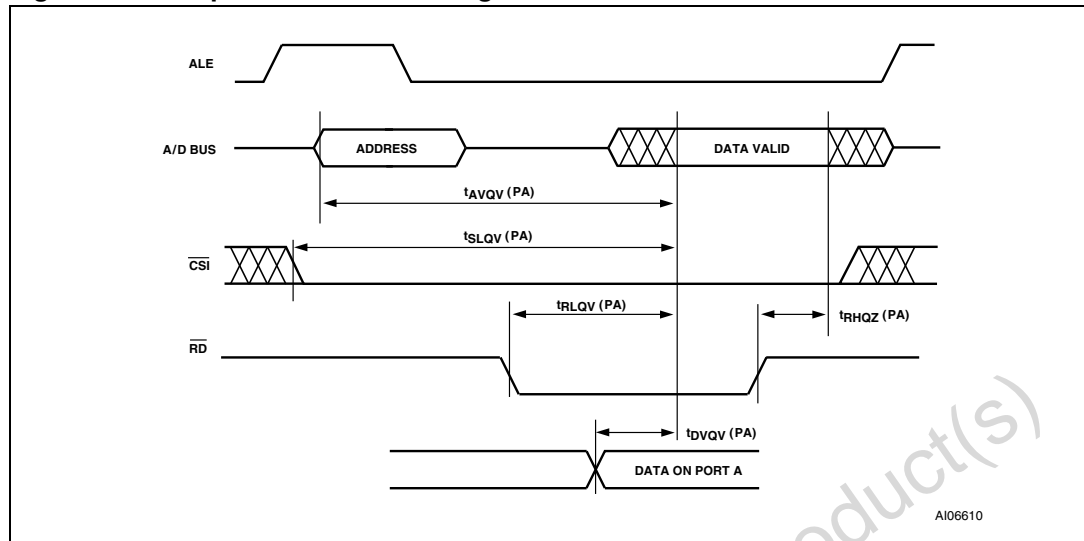 ALE
A/D BUS
ADDRESS
DATA VALID
tAVQV (PA)
tSLQV (PA)
CSI
tRLQV (PA)
tRHQZ (PA)
RD
tDVQV (PA)
DATA ON PORT A
AI06610
oduct(s)